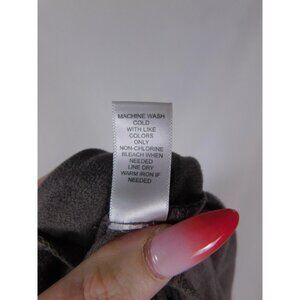 MACHINE WASH
COLD
WITH LIKE
COLORS
ONLY
NON-CHLORINE
BLEACH WHEN
NEEDED
LINE DRY
WARM IRON IF
NEEDED